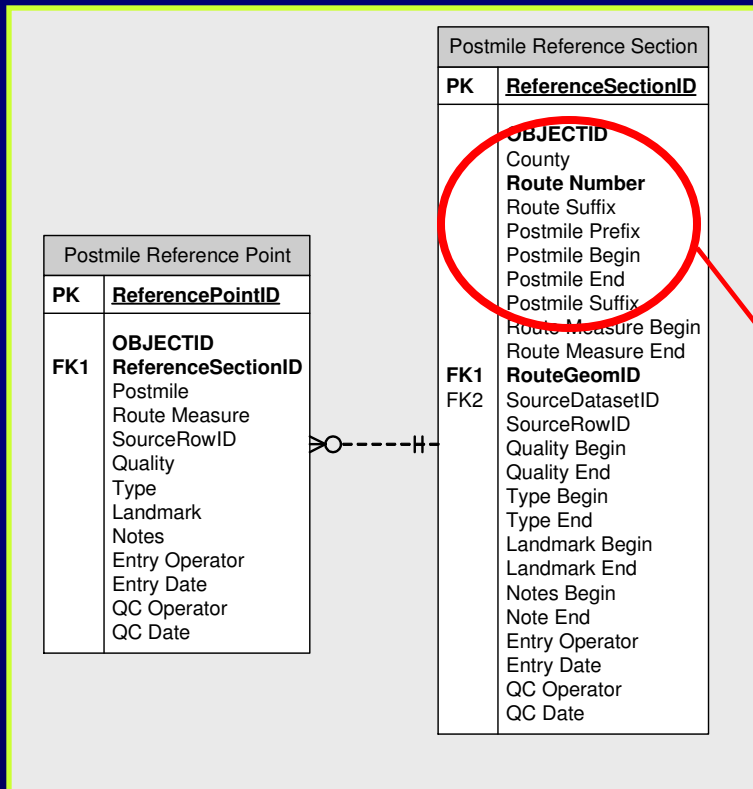 Postmile Reference Point
PK ReferencePointID
OBJECTID
FK1 ReferenceSectionID
Postmile
Route Measure
SourceRowID
Quality
Type
Landmark
Notes
Entry Operator
Entry Date
QC Operator
QC Date
Postmile Reference Section
PK ReferenceSectionID
OBJECTID
County
Route Number
Route Suffix
Postmile Prefix
Postmile Begin
Postmile End
Postmile Suffix
Route Measure Begin
Route Measure End
FK1 RouteGeomID
FK2 SourceDatasetID
SourceRowID
Quality Begin
Quality End
Type Begin
Type End
Landmark Begin
Landmark End
Notes Begin
Note End
Entry Operator
Entry Date
QC Operator
QC Date